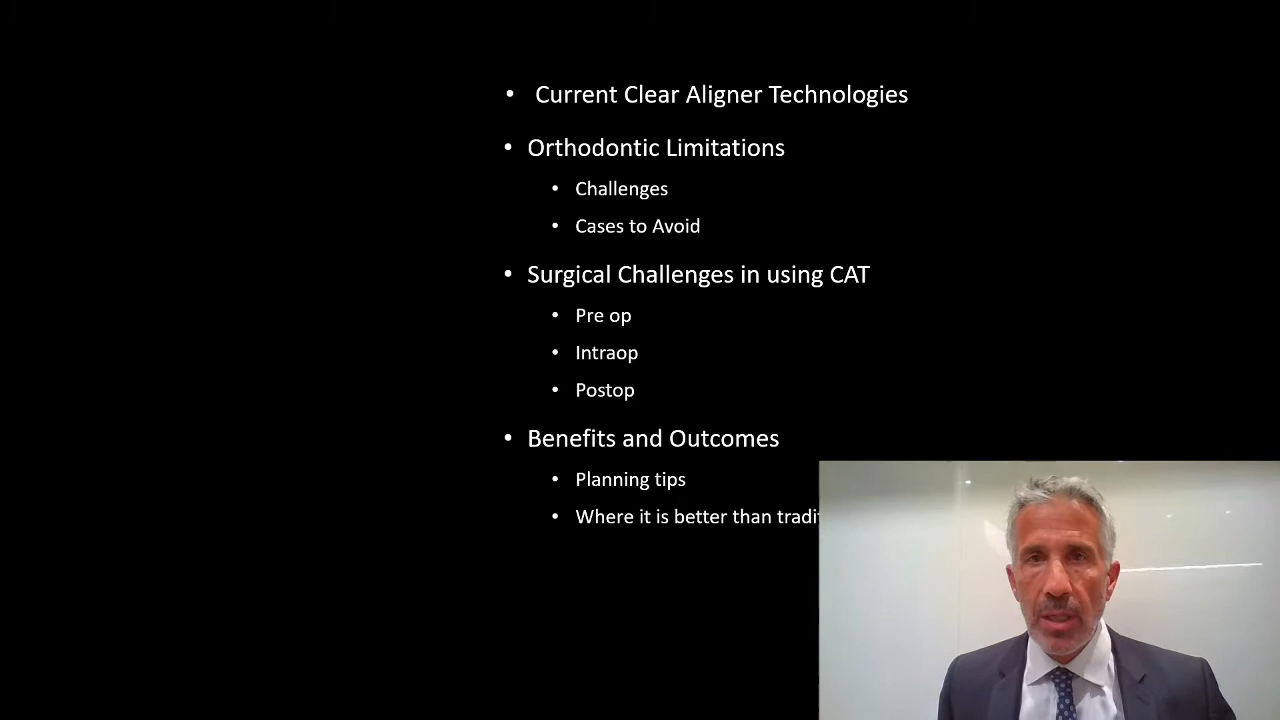 • Current Clear Aligner Technologies
• Orthodontic Limitations
• Challenges
• Cases to Avoid
• Surgical Challenges in using CAT
• Pre op
• Intraop
• Postop
• Benefits and Outcomes
• Planning tips
• Where it is better than